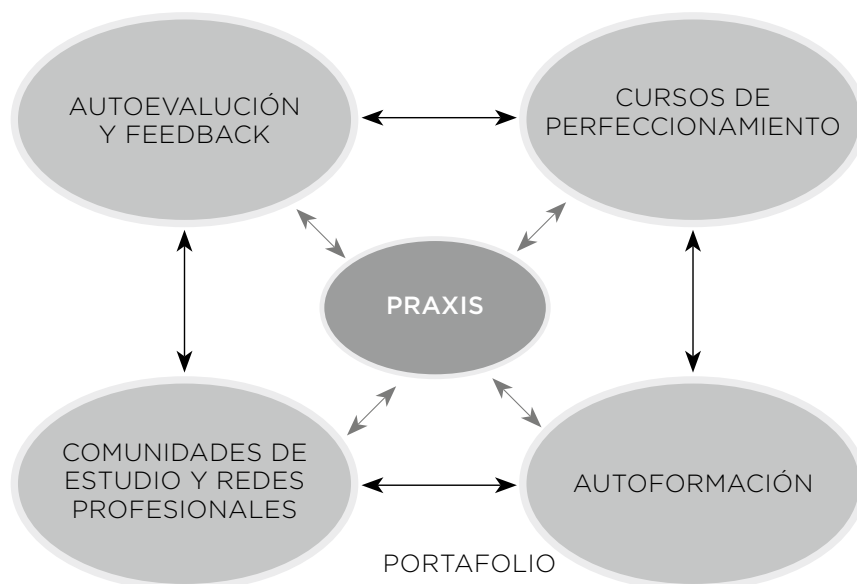 AUTOEVALUCIÓN
Y FEEDBACK
CURSOS DE
PERFECCIONAMIENTO
PRAXIS
COMUNIDADES DE
ESTUDIO Y REDES
PROFESIONALES
AUTOFORMACIÓN
PORTAFOLIO